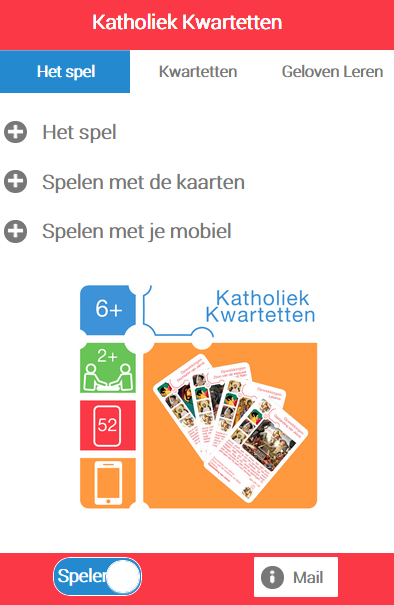 Katholiek Kwartetten
Het spel
Kwartetten
Geloven Leren
Het spel
Spelen met de kaarten
Spelen met je mobiel
6+
Katholiek
Kwartetten
2+
52
Mail